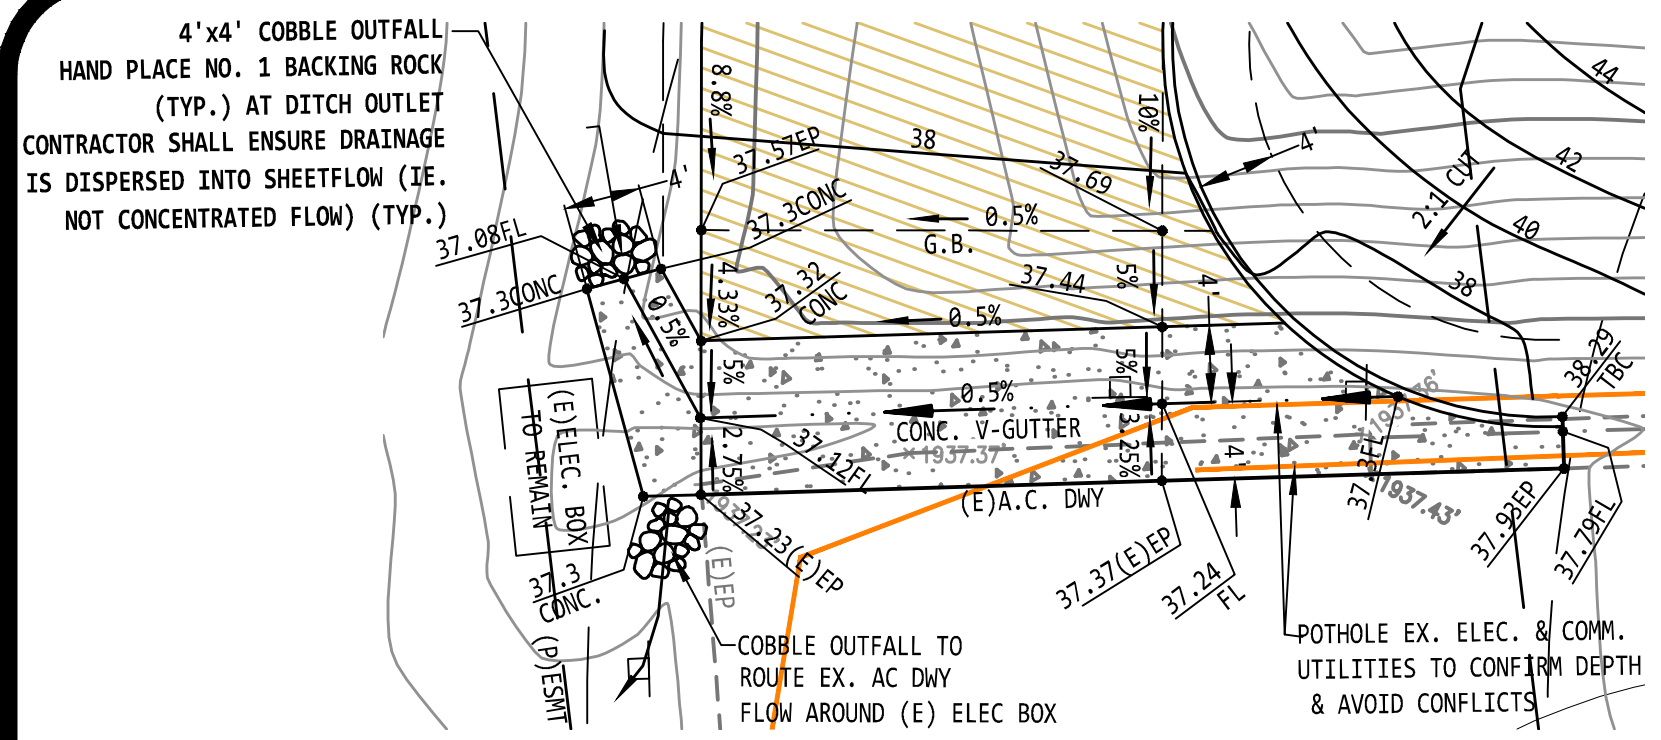 4'x4' COBBLE OUTFALL
HAND PLACE NO. 1 BACKING ROCK
(TYP.) AT DITCH OUTLET
CONTRACTOR SHALL ENSURE DRAINAGE
IS DISPERSED INTO SHEETFLOW (IE.
NOT CONCENTRATED FLOW) (TYP.)
8.8%
10%
37.57EP
38
37.69
4'
4'
44
42
2:1 CUT
40
38
37.3CONC
0.5%
G.B.
37.08FL
37.3CONC
0.5%
4.33%
37.32
CONC
37.44
5%
4'
0.5%
5%
5%
0.5%
CONC. V-GUTTER
1937.37
2.75%
3.25%
4'
37.12FL
37.3FL
38.29
TBC
37.93EP
37.79FL
1937.43'
(E)ELEC. BOX
TO REMAIN
(E)A.C. DWY
37.23(E)EP
(E)EP
37.37(E)EP
37.24
FL
37.3
CONC.
(P)ESMT
COBBLE OUTFALL TO
ROUTE EX. AC DWY
FLOW AROUND (E) ELEC BOX
POTHOLE EX. ELEC. & COMM.
UTILITIES TO CONFIRM DEPTH
& AVOID CONFLICTS